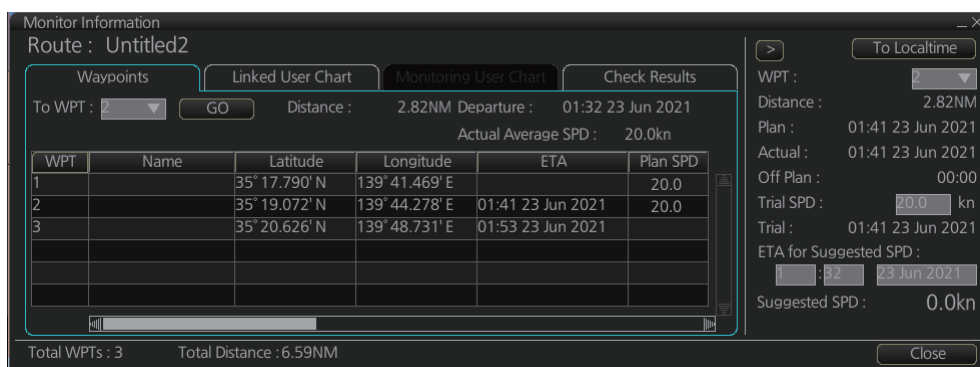 Monitor Information
Route : Untitled2
Waypoints Linked User Chart Monitoring User Chart Check Results
To WPT : 2 GO Distance : 2.82NM Departure : 01:32 23 Jun 2021
Actual Average SPD : 20.0kn
WPT Name Latitude Longitude ETA Plan SPD
1 35°17.790'N 139°41.469'E 20.0
2 35°19.072'N 139°44.278'E 01:41 23 Jun 2021 20.0
3 35°20.626'N 139°48.731'E 01:53 23 Jun 2021
Total WPTs : 3 Total Distance : 6.59NM
> To Localtime
WPT : 2
Distance : 2.82NM
Plan : 01:41 23 Jun 2021
Actual : 01:41 23 Jun 2021
Off Plan : 00:00
Trial SPD : 20.0 kn
Trial : 01:41 23 Jun 2021
ETA for Suggested SPD :
1 : 32 23 Jun 2021
Suggested SPD : 0.0kn
Close